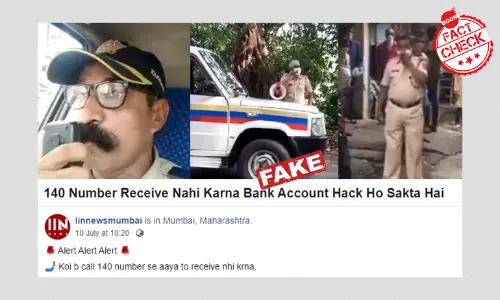 BOOM
FACT
CHECK
FAKE
140 Number Receive Nahi Karna Bank Account Hack Ho Sakta Hai
IIN
NEWS
Iinnewsmumbai is in Mumbai, Maharashtra.
10 July at 10:20 ·
Alert Alert Alert
Koi b call 140 number se aaya to receive nhi krna,